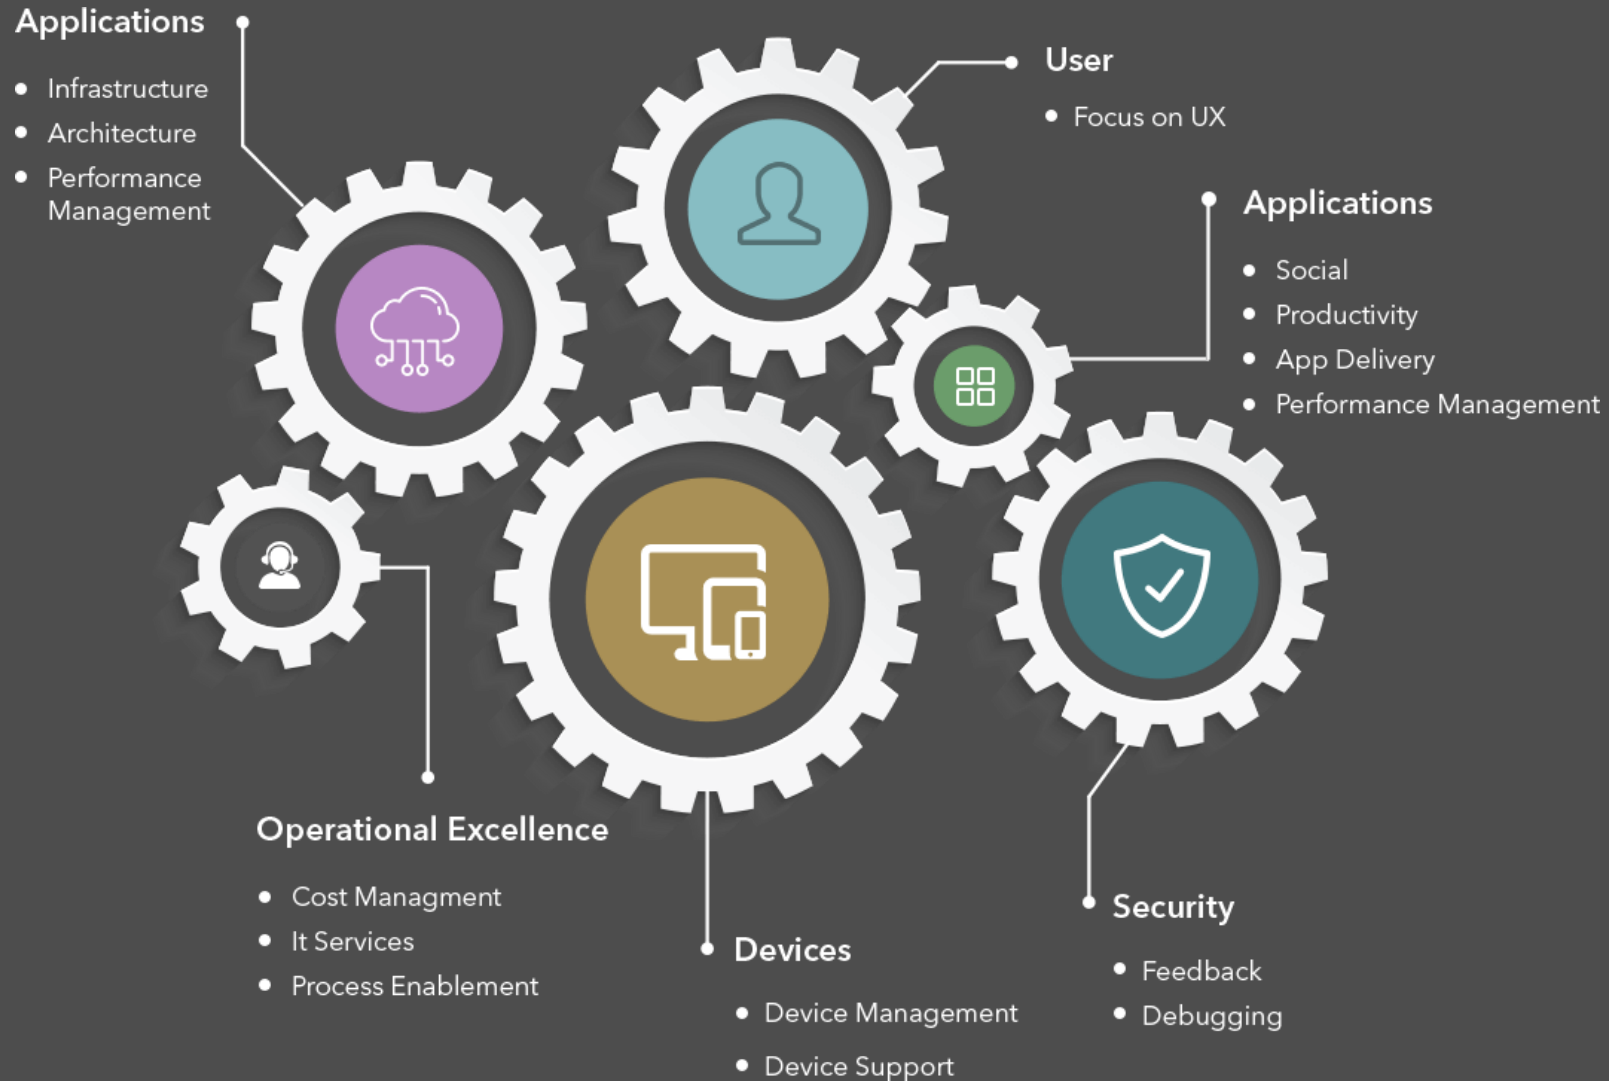 Applications
• Infrastructure
• Architecture
• Performance
Management
User
• Focus on UX
Applications
• Social
• Productivity
• App Delivery
• Performance Management
Operational Excellence
• Cost Managment
• It Services
• Process Enablement
Devices
• Device Management
• Device Support
Security
• Feedback
• Debugging